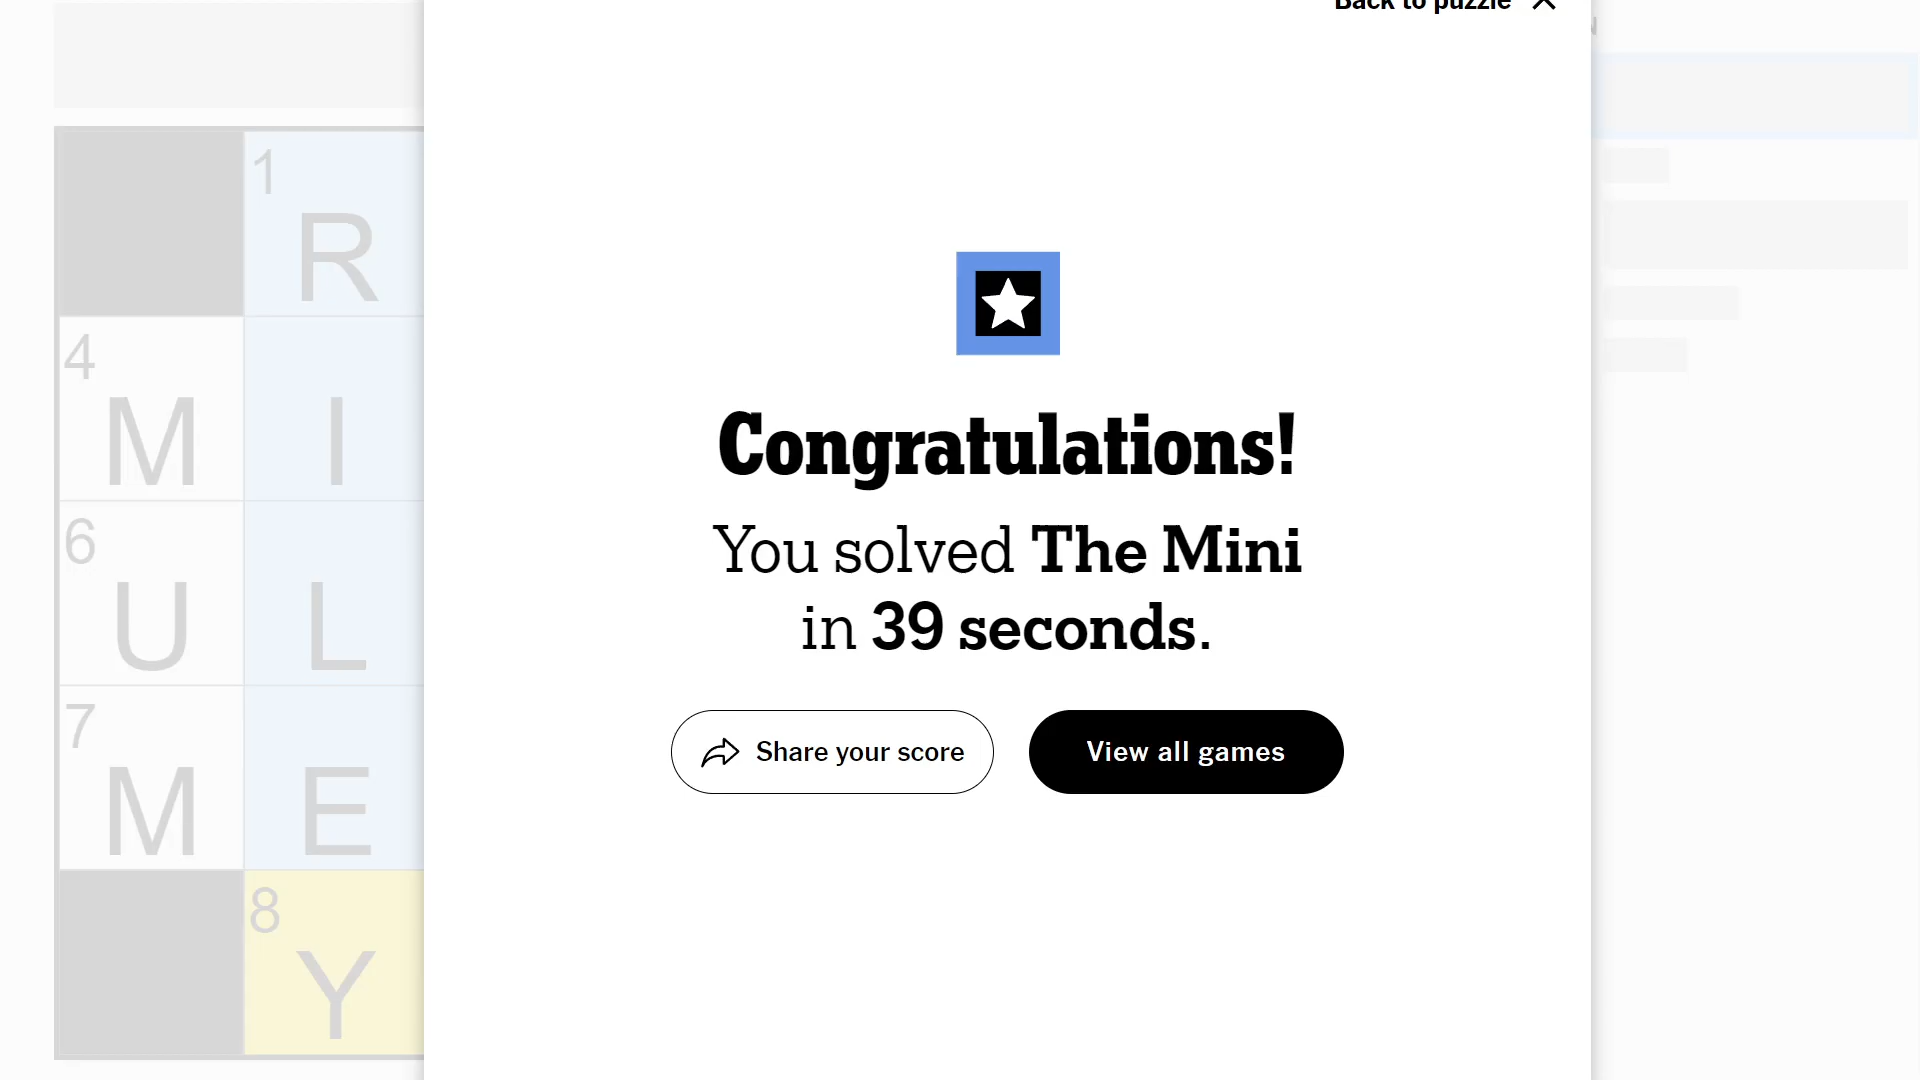 Back to puzzle
1
R
4
M I
6
U L
7
M E
8
Y
Congratulations!
You solved The Mini
in 39 seconds.
Share your score
View all games